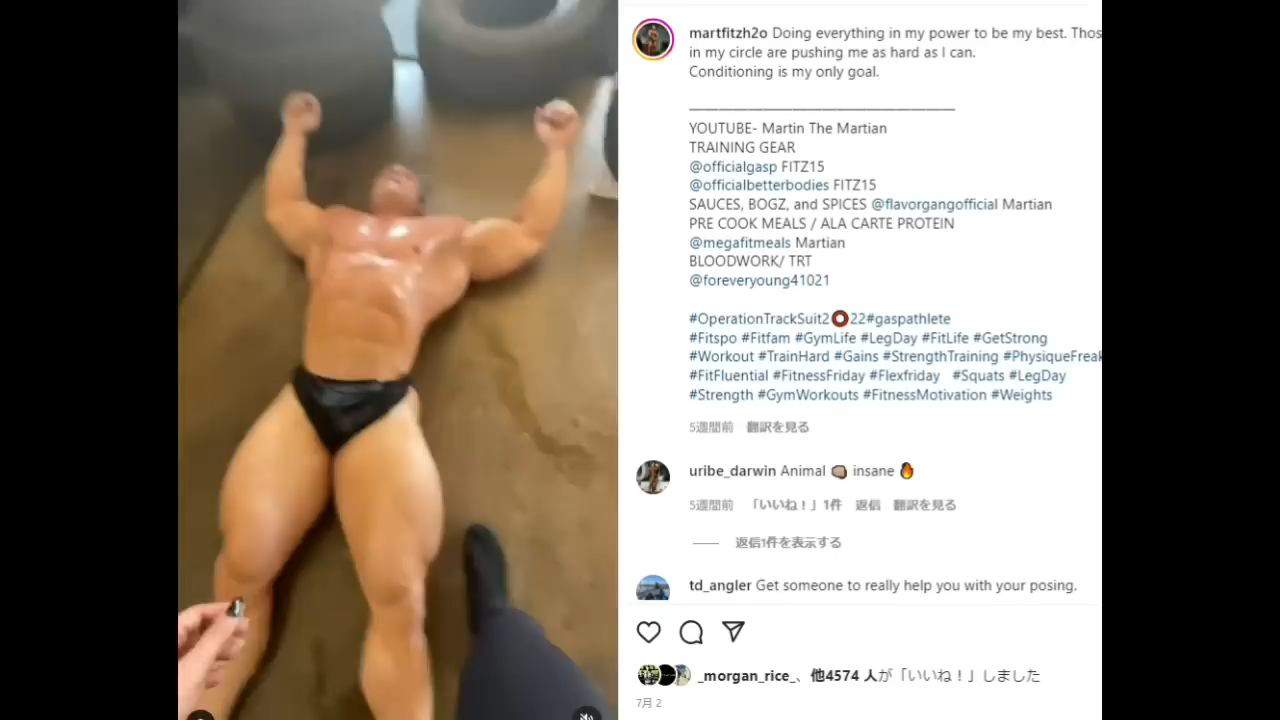 martfitzh2o Doing everything in my power to be my best. Thos
in my circle are pushing me as hard as I can.
Conditioning is my only goal.
YOUTUBE- Martin The Martian
TRAINING GEAR
@officialgasp FITZ15
@officialbetterbodies FITZ15
SAUCES, BOGZ, and SPICES @flavorgangofficial Martian
PRE COOK MEALS / ALA CARTE PROTEIN
@megafitmeals Martian
BLOODWORK/ TRT
@foreveryoung41021
#OperationTrackSuit2⭕22#gaspathlete
#Fitspo #Fitfam #GymLife #LegDay #FitLife #GetStrong
#Workout #TrainHard #Gains #StrengthTraining #PhysiqueFreak
#FitFluential #FitnessFriday #Flexfriday #Squats #LegDay
#Strength #GymWorkouts #FitnessMotivation #Weights
5週間前 翻訳を見る
uribe_darwin Animal 👊🏽 insane 🔥
5週間前 「いいね！」1件 返信 翻訳を見る
返信1件を表示する
td_angler Get someone to really help you with your posing.
_morgan_rice_、他4574 人が「いいね！」しました
7月 2